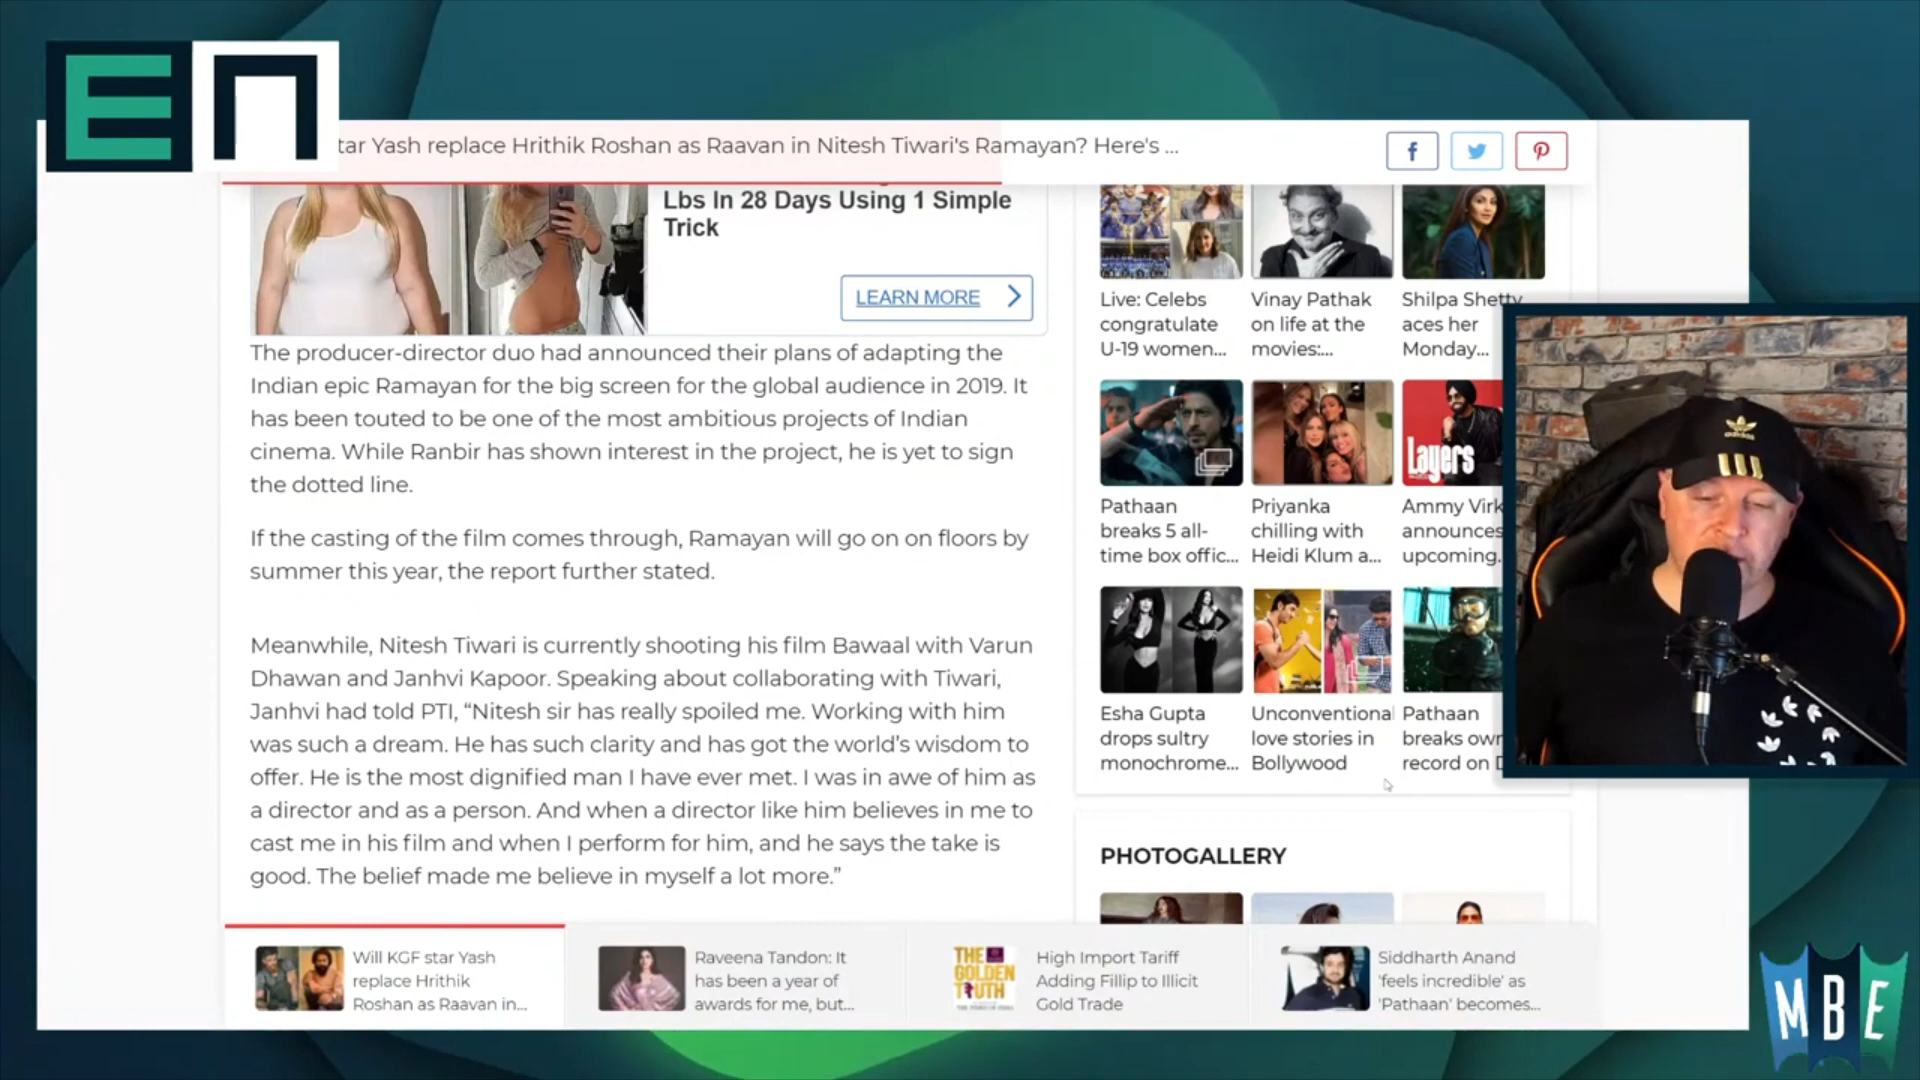 EN
tar Yash replace Hrithik Roshan as Raavan in Nitesh Tiwari's Ramayan? Here's ...
Lbs In 28 Days Using 1 Simple
Trick
LEARN MORE
The producer-director duo had announced their plans of adapting the
Indian epic Ramayan for the big screen for the global audience in 2019. It
has been touted to be one of the most ambitious projects of Indian
cinema. While Ranbir has shown interest in the project, he is yet to sign
the dotted line.
If the casting of the film comes through, Ramayan will go on on floors by
summer this year, the report further stated.
Meanwhile, Nitesh Tiwari is currently shooting his film Bawaal with Varun
Dhawan and Janhvi Kapoor. Speaking about collaborating with Tiwari,
Janhvi had told PTI, “Nitesh sir has really spoiled me. Working with him
was such a dream. He has such clarity and has got the world’s wisdom to
offer. He is the most dignified man I have ever met. I was in awe of him as
a director and as a person. And when a director like him believes in me to
cast me in his film and when I perform for him, and he says the take is
good. The belief made me believe in myself a lot more.”
Live: Celebs
congratulate
U-19 women...
Vinay Pathak
on life at the
movies:...
Shilpa Shetty
aces her
Monday...
Layers
Pathaan
breaks 5 all-
time box offic...
Priyanka
chilling with
Heidi Klum a...
Ammy Virk
announces
upcoming.
Esha Gupta
drops sultry
monochrome...
Unconventional
love stories in
Bollywood
Pathaan
breaks own
record on
PHOTOGALLERY
adidas
Will KGF star Yash
replace Hrithik
Roshan as Raavan in...
Raveena Tandon: It
has been a year of
awards for me, but...
THE
GOLDEN
TRUTH
High Import Tariff
Adding Fillip to Illicit
Gold Trade
Siddharth Anand
'feels incredible' as
'Pathaan' becomes...
MBE